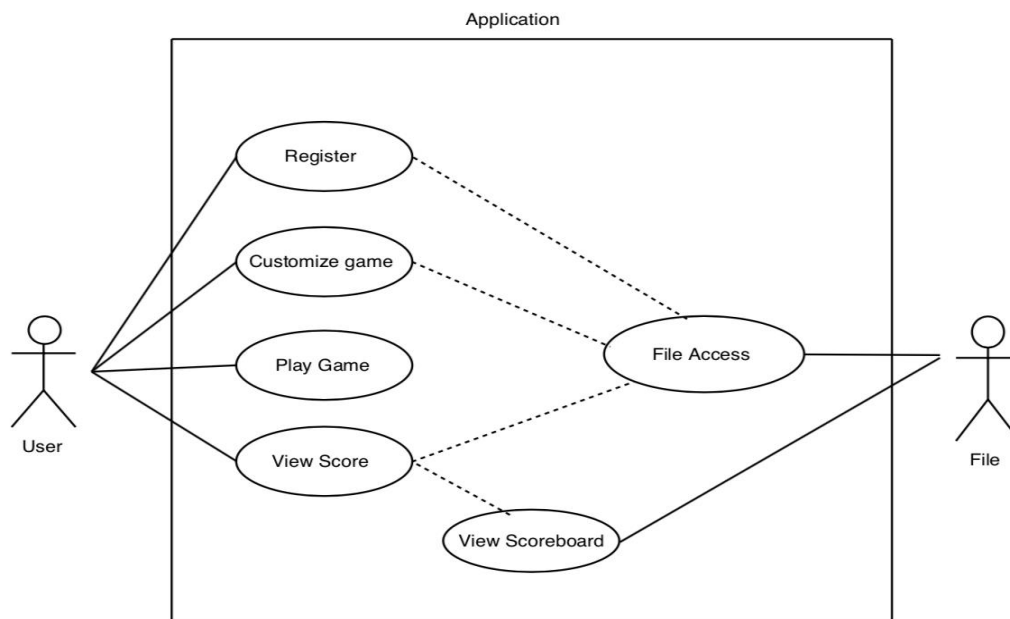 Application
Register
Customize game
Play Game
File Access
User
View Score
File
View Scoreboard